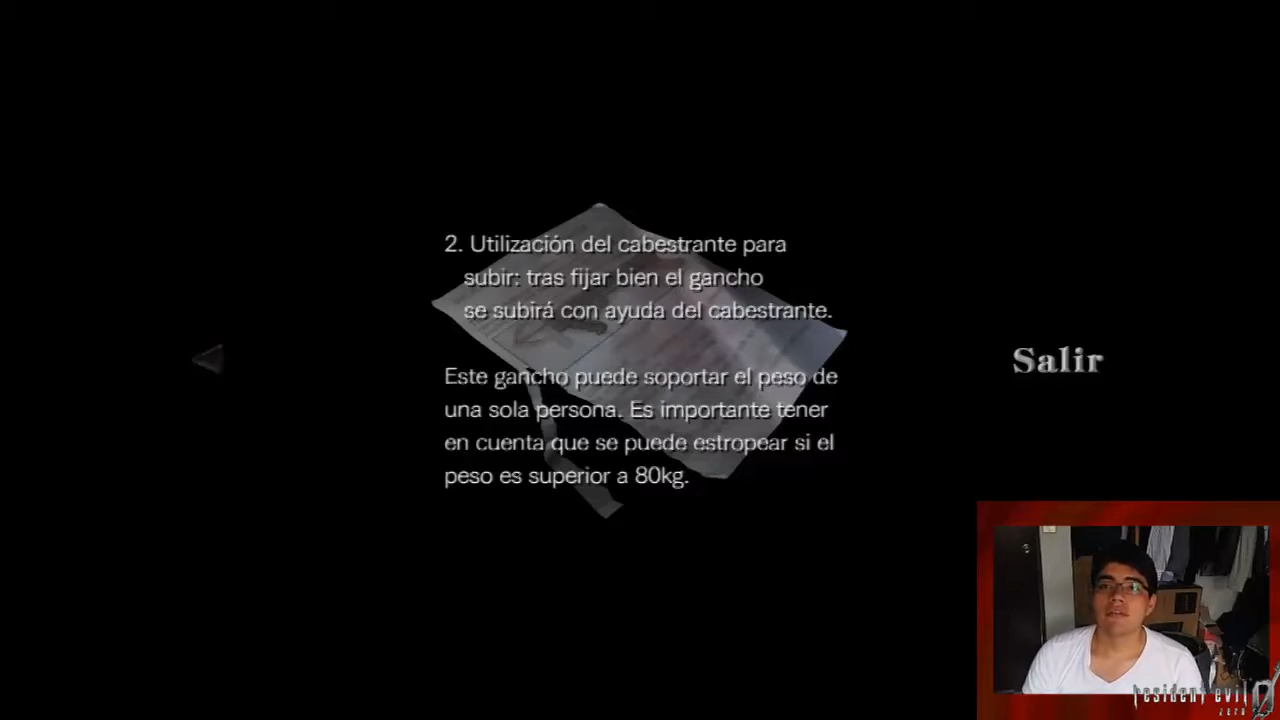 2. Utilización del cabestrante para
subir: tras fijar bien el gancho
se subirá con ayuda del cabestrante.
Este gancho puede soportar el peso de
una sola persona. Es importante tener
en cuenta que se puede estropear si el
peso es superior a 80kg.
Salir
resident evil 0
zero